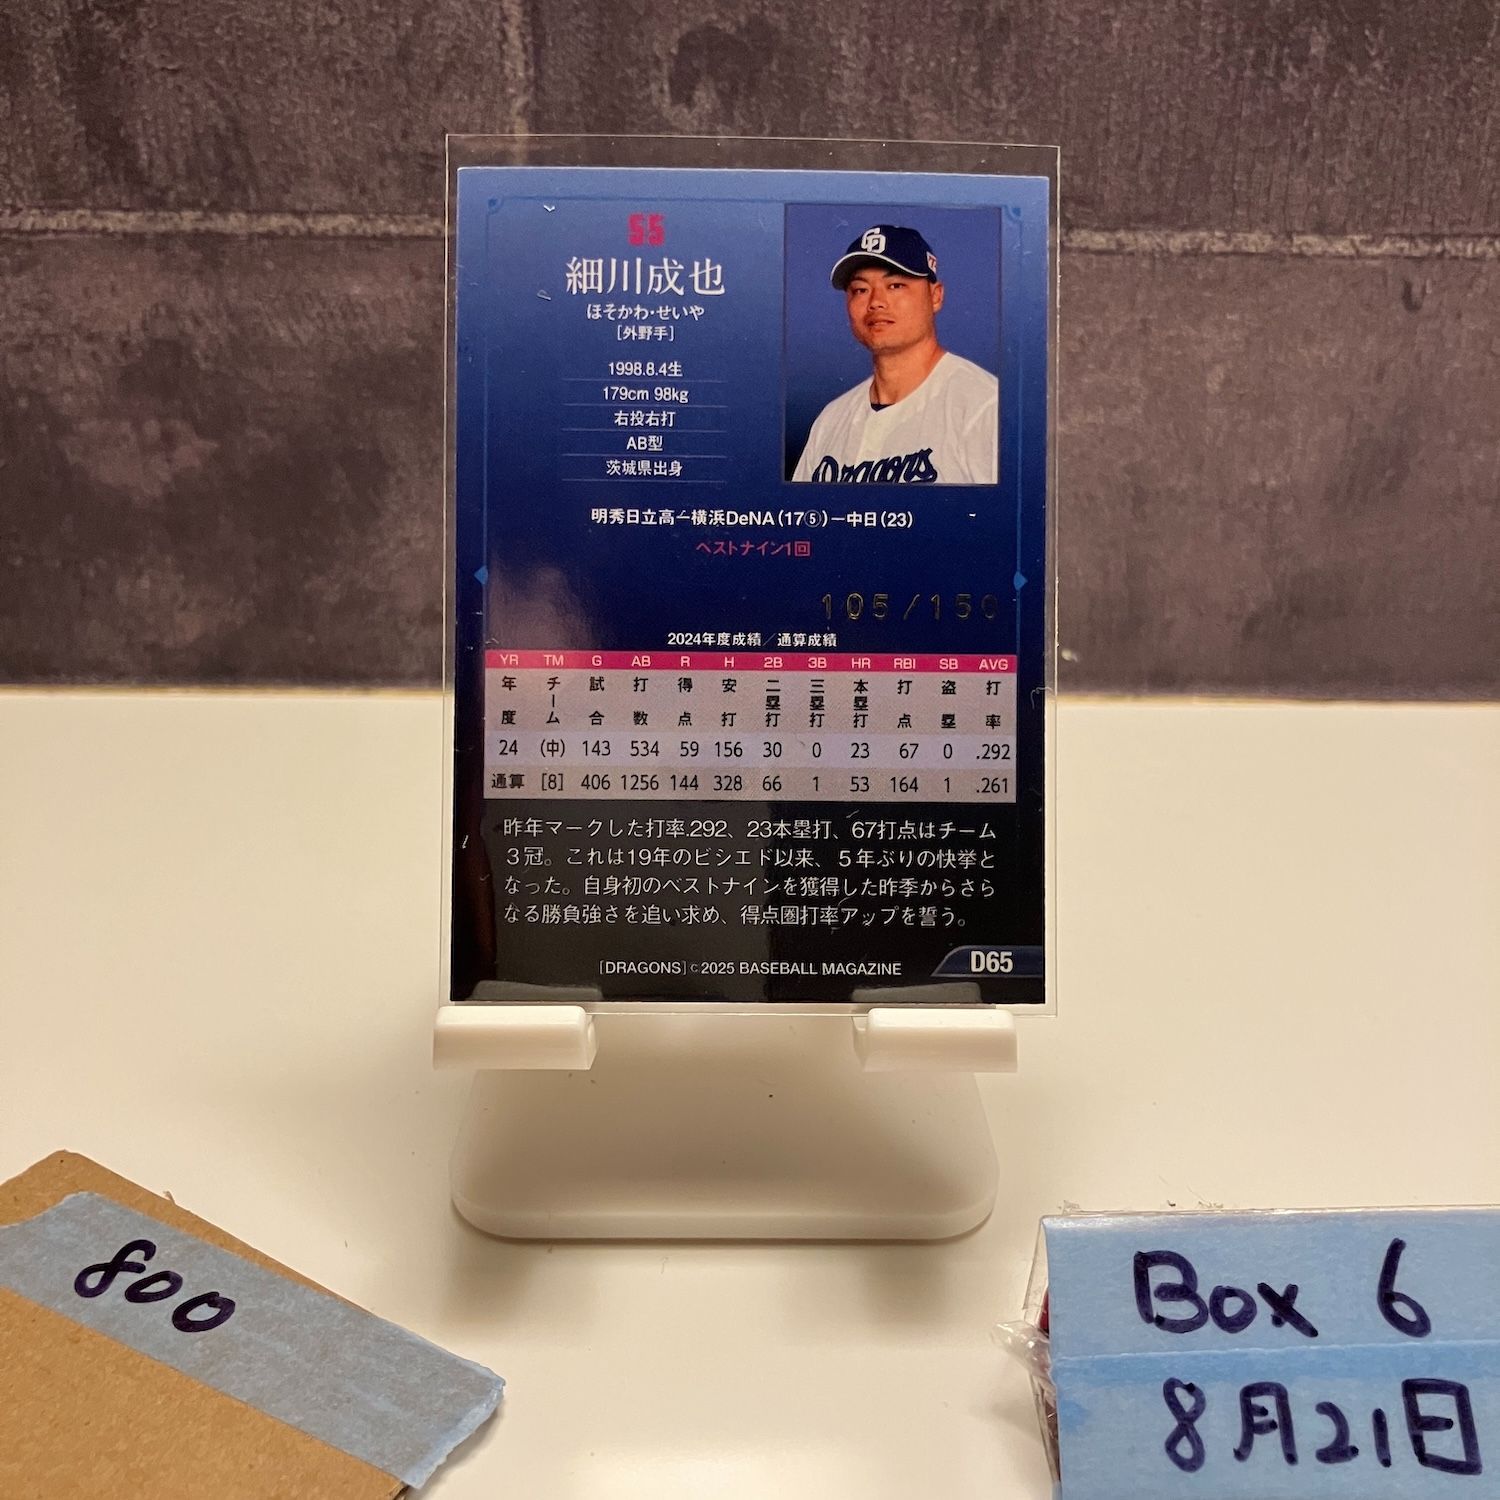 55
細川成也
ほそかわ・せいや
[外野手]
1998.8.4生
179cm 98kg
右投右打
AB型
茨城県出身
CD
Dragons
明秀日立高ー横浜DeNA(17⑤)ー中日(23)
ベストナイン1回
105/150
2024年度成績/通算成績
YR TM G AB R H 2B 3B HR RBI SB AVG
年度 チーム 試合 打数 得点 安打 二塁打 三塁打 本塁打 打点 盗塁 打率
24 (中) 143 534 59 156 30 0 23 67 0 .292
通算 [8] 406 1256 144 328 66 1 53 164 1 .261
昨年マークした打率.292、23本塁打、67打点はチーム
3冠。これは19年のビシエド以来、5年ぶりの快挙と
なった。自身初のベストナインを獲得した昨季からさら
なる勝負強さを追い求め、得点圏打率アップを誓う。
[DRAGONS]©2025 BASEBALL MAGAZINE
D65
800
Box 6
8月21日